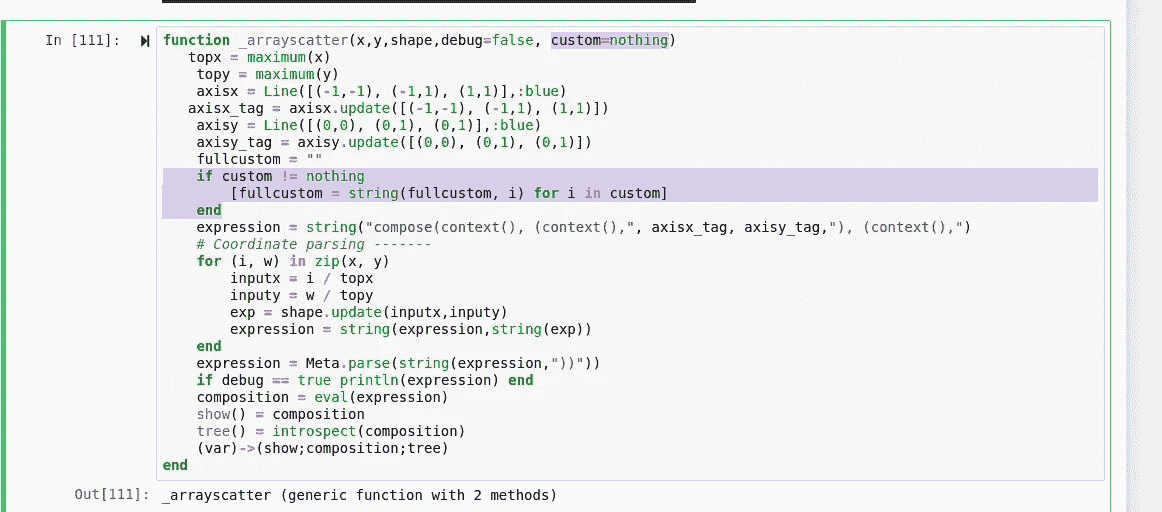 In [111]: function _arrayscatter(x,y,shape,debug=false, custom=nothing)
topx = maximum(x)
topy = maximum(y)
axisx = Line([(-1,-1), (-1,1), (1,1)],:blue)
axisx_tag = axisx.update([(-1,-1), (-1,1), (1,1)])
axisy = Line([(0,0), (0,1), (0,1)],:blue)
axisy_tag = axisy.update([(0,0), (0,1), (0,1)])
fullcustom = ""
if custom != nothing
[fullcustom = string(fullcustom, i) for i in custom]
end
expression = string("compose(context(), (context(),", axisx_tag, axisy_tag,"), (context(),")
# Coordinate parsing -------
for (i, w) in zip(x, y)
inputx = i / topx
inputy = w / topy
exp = shape.update(inputx,inputy)
expression = string(expression,string(exp))
end
expression = Meta.parse(string(expression,"))"))
if debug == true println(expression) end
composition = eval(expression)
show() = composition
tree() = introspect(composition)
(var)->(show;composition;tree)
end
Out[111]: _arrayscatter (generic function with 2 methods)